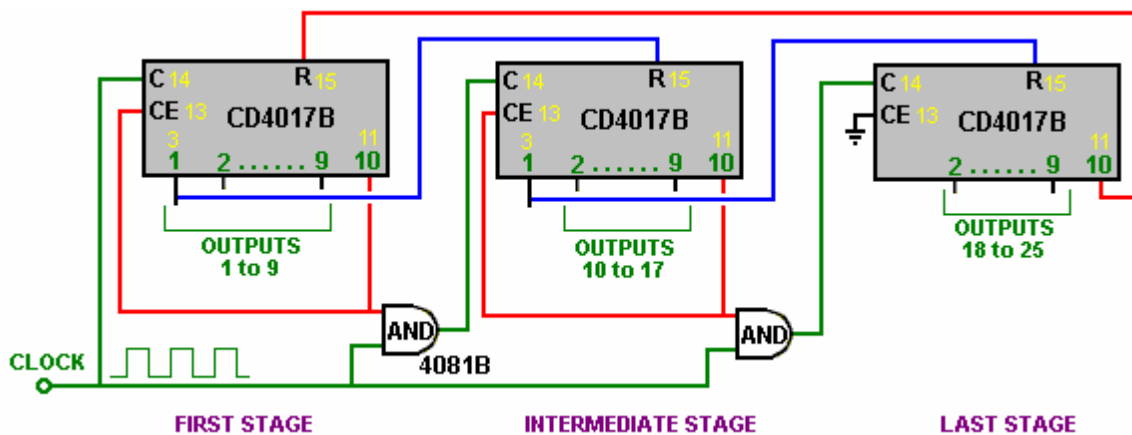 C 14
R 15
CE 13
CD4017B
3
11
1 2 ...... 9 10
OUTPUTS
1 to 9
C 14
R 15
CE 13
CD4017B
3
11
1 2 ...... 9 10
OUTPUTS
10 to 17
C 14
R 15
CE 13
CD4017B
11
2 ...... 9 10
OUTPUTS
18 to 25
AND
4081B
AND
CLOCK
FIRST STAGE
INTERMEDIATE STAGE
LAST STAGE